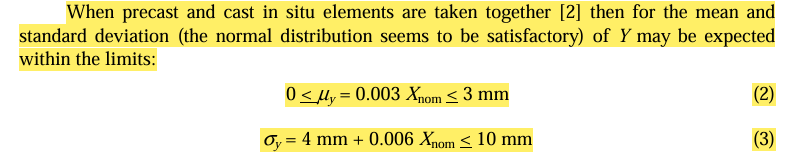 When precast and cast in situ elements are taken together [2] then for the mean and
standard deviation (the normal distribution seems to be satisfactory) of Y may be expected
within the limits:
0 ≤ μy = 0.003 Xnom ≤ 3 mm (2)
σy = 4 mm + 0.006 Xnom ≤ 10 mm (3)